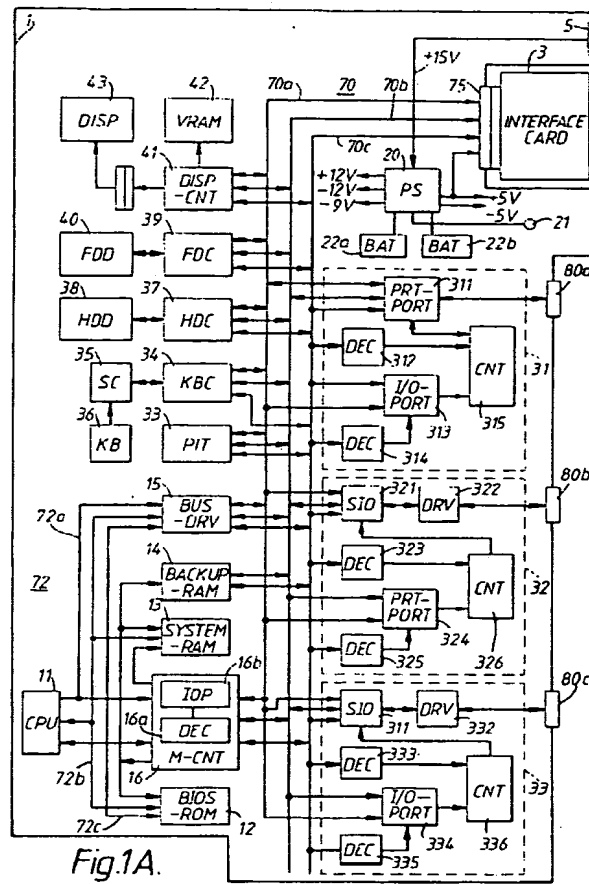 1
5
43
42
+15V
3
70a
70
70b
75
DISP
VRAM
INTERFACE
CARD
41
70c
DISP
-CNT
20
+12V
-12V
-9V
PS
+5V
-5V
21
40
39
FDD
FDC
22a
BAT
BAT
22b
38
37
311
80a
HDD
HDC
PRT-
PORT
31
35
34
DEC
312
CNT
SC
KBC
I/O-
PORT
313
315
36
33
KB
PIT
DEC
314
15
321
322
80b
72a
BUS
-DRV
SIO
DRV
14
323
72
BACKUP
-RAM
DEC
32
13
SYSTEM
-RAM
PRT-
PORT
324
CNT
326
16b
DEC
325
11
IOP
80c
CPU
16a
DEC
SIO
311
DRV
332
M-CNT
16
333
72b
DEC
33
BIOS
-ROM
12
I/O-
PORT
334
CNT
336
72c
DEC
335
Fig.1A.